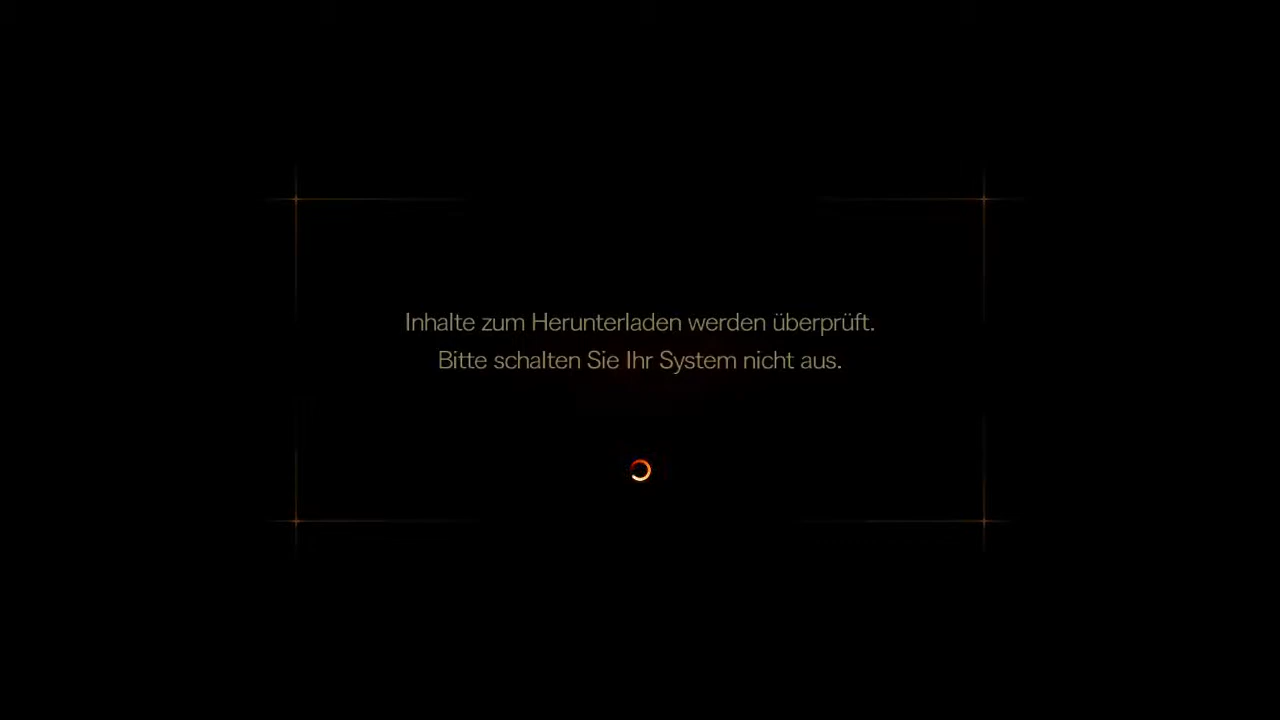 Inhalte zum Herunterladen werden überprüft.
Bitte schalten Sie Ihr System nicht aus.